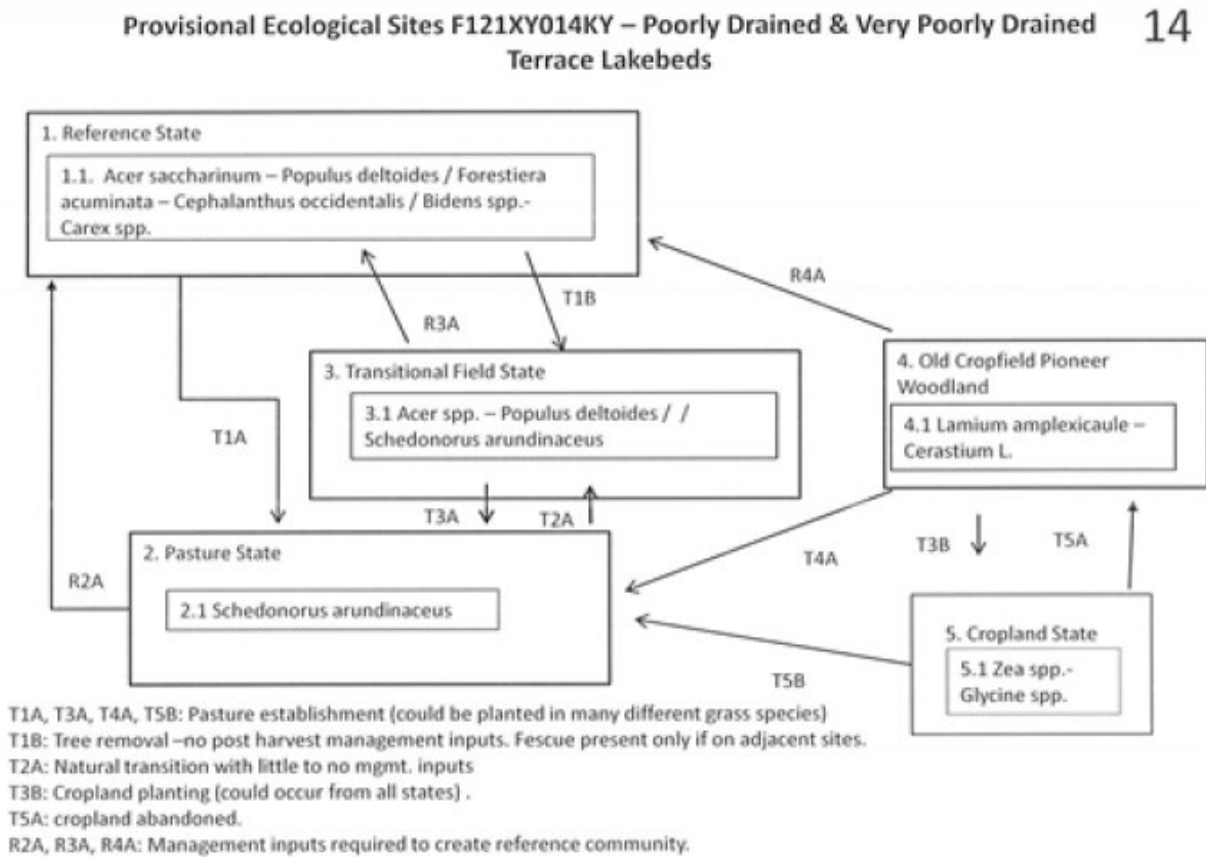 Provisional Ecological Sites F121XY014KY – Poorly Drained & Very Poorly Drained
Terrace Lakebeds
14
1. Reference State
1.1. Acer saccharinum – Populus deltoides / Forestiera
acuminata – Cephalanthus occidentalis / Bidens spp.-
Carex spp.
R4A
T1B
R3A
3. Transitional Field State
3.1 Acer spp. – Populus deltoides / /
Schedonorus arundinaceus
4. Old Cropfield Pioneer
Woodland
4.1 Lamium amplexicaule –
Cerastium L.
T1A
T3A
T2A
T3B
T5A
T4A
2. Pasture State
R2A
2.1 Schedonorus arundinaceus
5. Cropland State
5.1 Zea spp.-
Glycine spp.
T5B
T1A, T3A, T4A, T5B: Pasture establishment (could be planted in many different grass species)
T1B: Tree removal –no post harvest management inputs. Fescue present only if on adjacent sites.
T2A: Natural transition with little to no mgmt. inputs
T3B: Cropland planting (could occur from all states) .
T5A: cropland abandoned.
R2A, R3A, R4A: Management inputs required to create reference community.